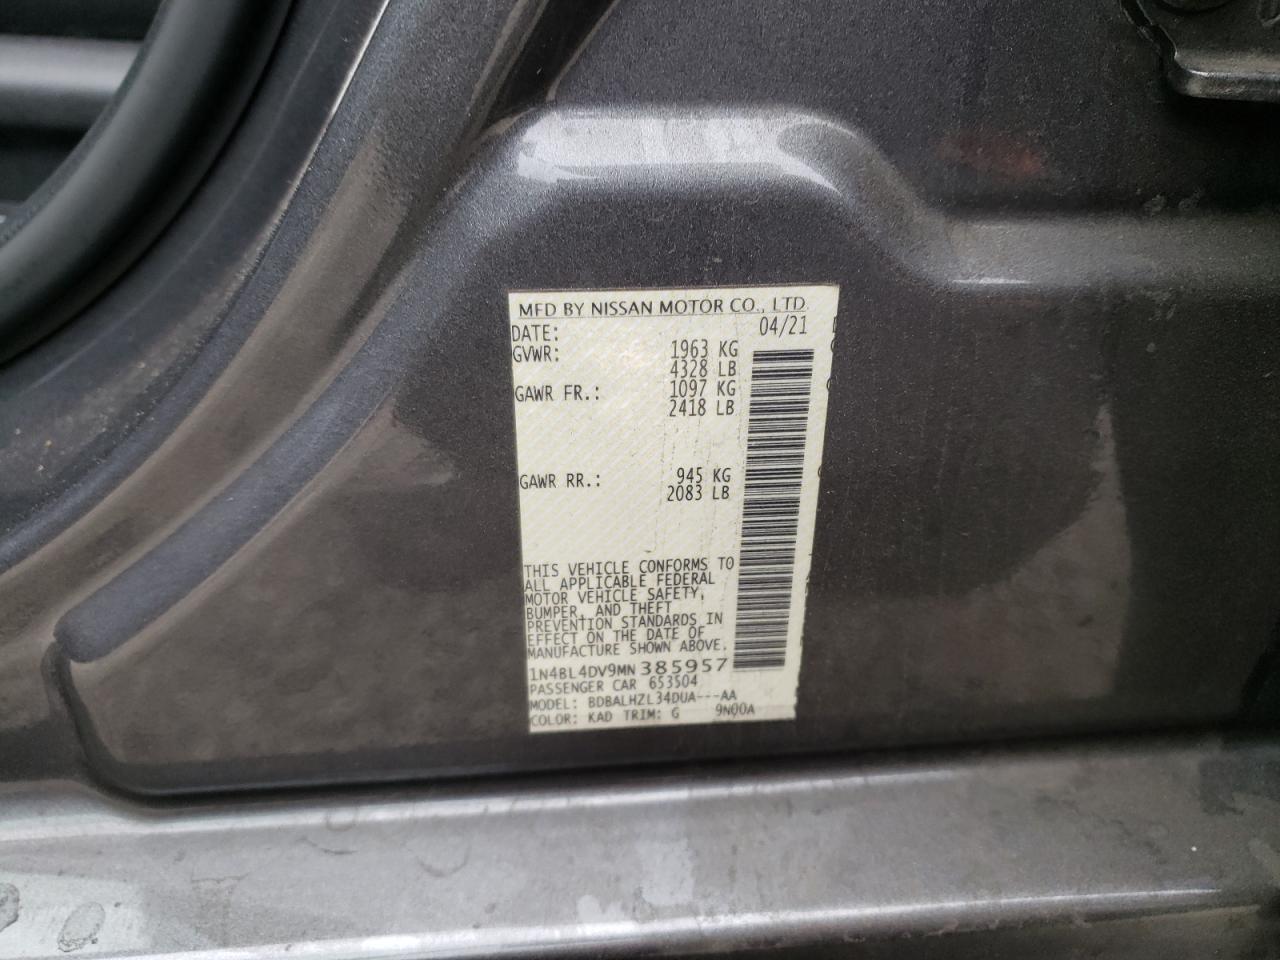 MFD BY NISSAN MOTOR CO., LTD.
DATE: 04/21
GVWR: 1963 KG
4328 LB
GAWR FR.: 1097 KG
2418 LB
GAWR RR.: 945 KG
2083 LB
THIS VEHICLE CONFORMS TO
ALL APPLICABLE FEDERAL
MOTOR VEHICLE SAFETY,
BUMPER, AND THEFT
PREVENTION STANDARDS IN
EFFECT ON THE DATE OF
MANUFACTURE SHOWN ABOVE.
1N4BL4DV9MN385957
PASSENGER CAR 653504
MODEL: BDBALHZL34DUA---AA
COLOR: KAD TRIM: G 9N00A